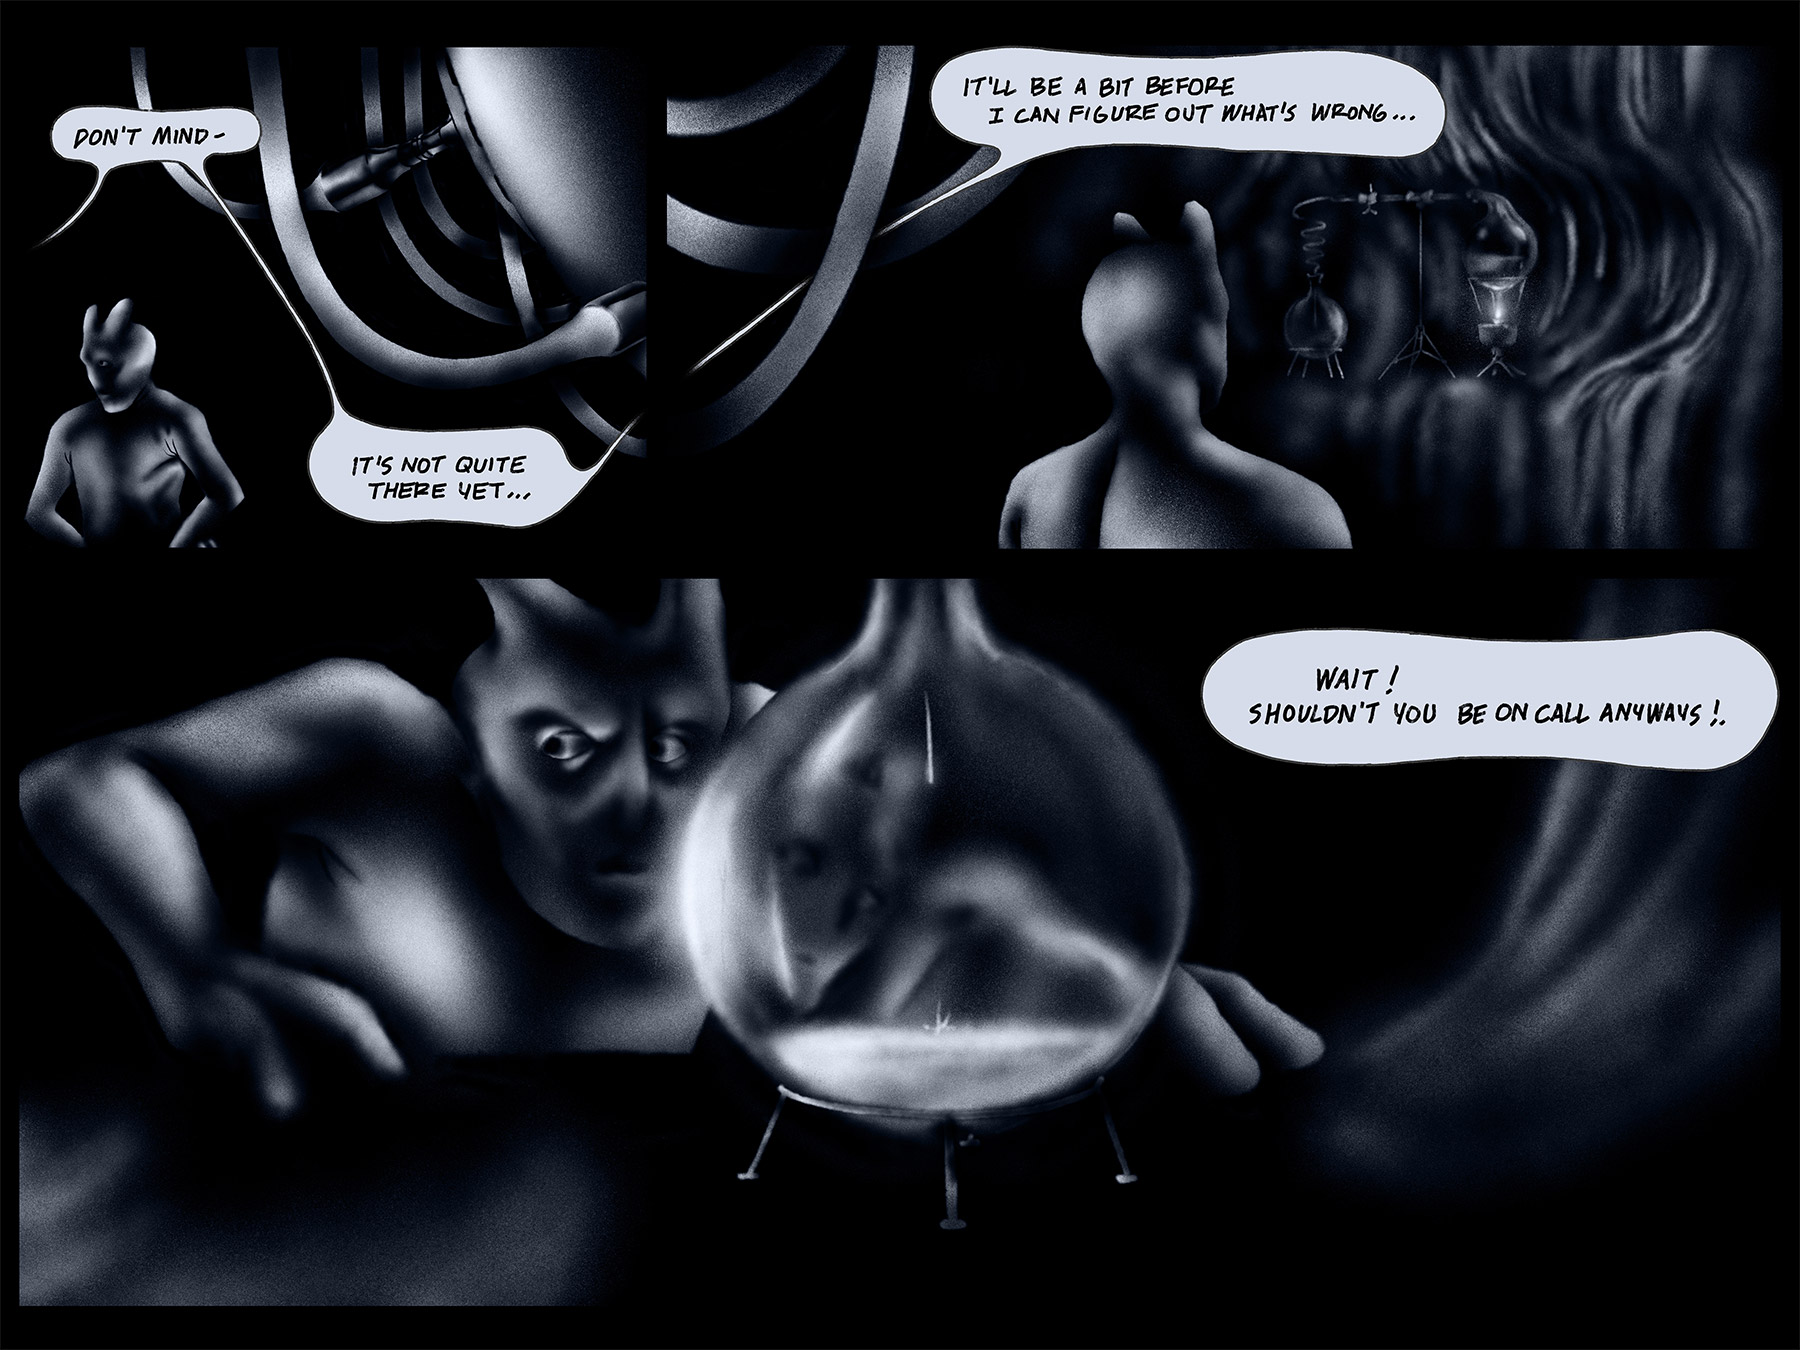 DON'T MIND-
IT'S NOT QUITE
THERE YET...
IT'LL BE A BIT BEFORE
I CAN FIGURE OUT WHAT'S WRONG...
WAIT!
SHOULDN'T YOU BE ON CALL ANYWAYS!.